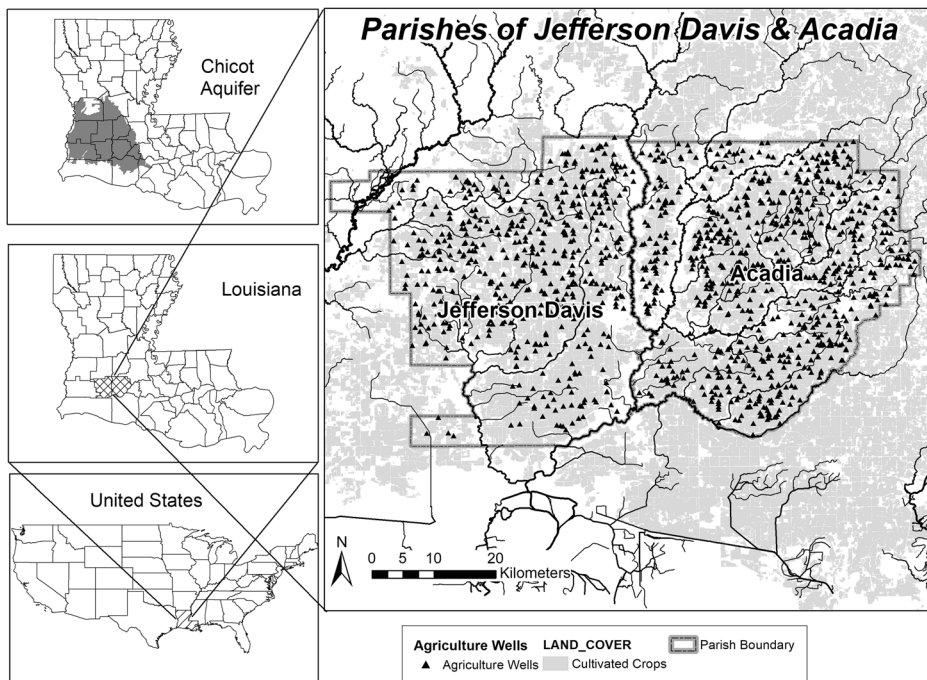 Chicot
Aquifer
Louisiana
United States
Parishes of Jefferson Davis & Acadia
Acadia
Jefferson Davis
N
0 5 10 20
Kilometers
Agriculture Wells LAND_COVER Parish Boundary
Agriculture Wells Cultivated Crops